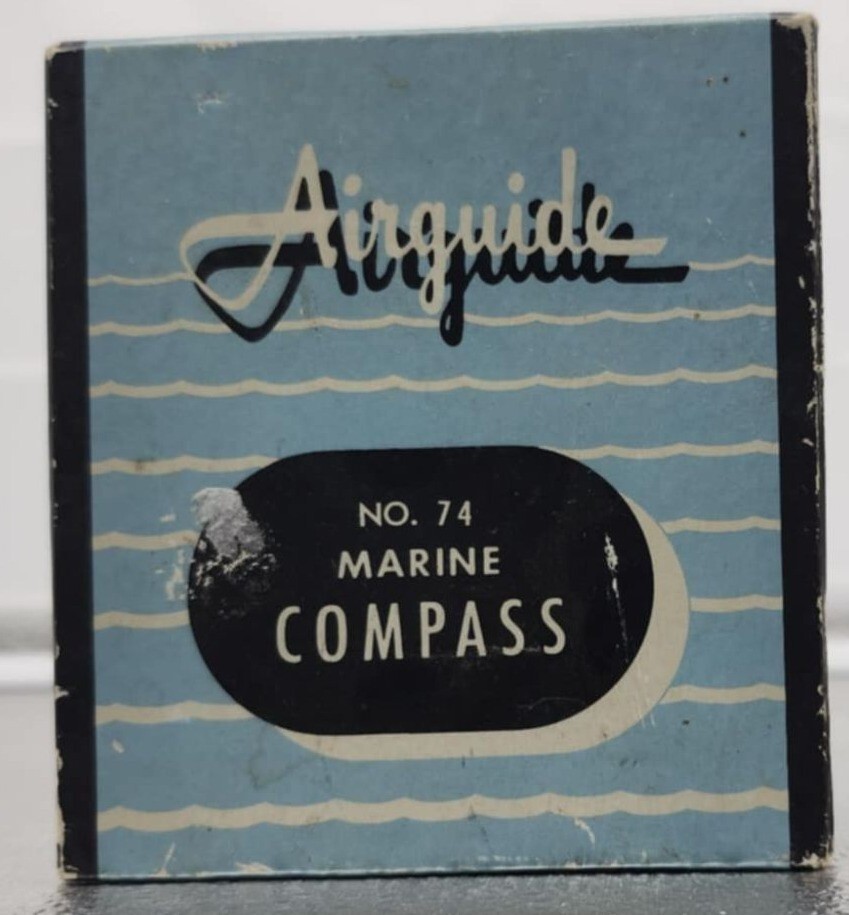 Airguide
NO. 74
MARINE
COMPASS